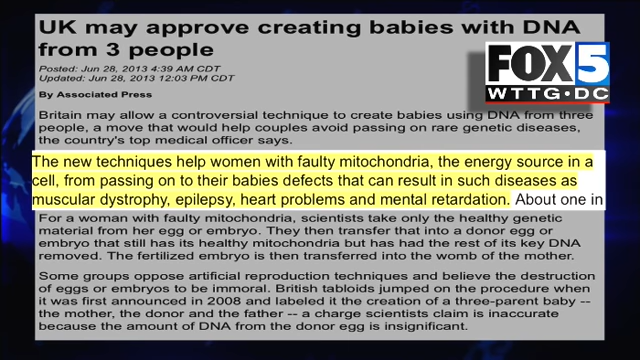 UK may approve creating babies with DNA
from 3 people
Posted: Jun 28, 2013 4:39 AM CDT
Updated: Jun 28, 2013 12:03 PM CDT
By Associated Press
FOX 5
WTTG•DC
Britain may allow a controversial technique to create babies using DNA from three
people, a move that would help couples avoid passing on rare genetic diseases,
the country's top medical officer says.
The new techniques help women with faulty mitochondria, the energy source in a
cell, from passing on to their babies defects that can result in such diseases as
muscular dystrophy, epilepsy, heart problems and mental retardation. About one in
For a woman with faulty mitochondria, scientists take only the healthy genetic
material from her egg or embryo. They then transfer that into a donor egg or
embryo that still has its healthy mitochondria but has had the rest of its key DNA
removed. The fertilized embryo is then transferred into the womb of the mother.
Some groups oppose artificial reproduction techniques and believe the destruction
of eggs or embryos to be immoral. British tabloids jumped on the procedure when
it was first announced in 2008 and labeled it the creation of a three-parent baby --
the mother, the donor and the father -- a charge scientists claim is inaccurate
because the amount of DNA from the donor egg is insignificant.